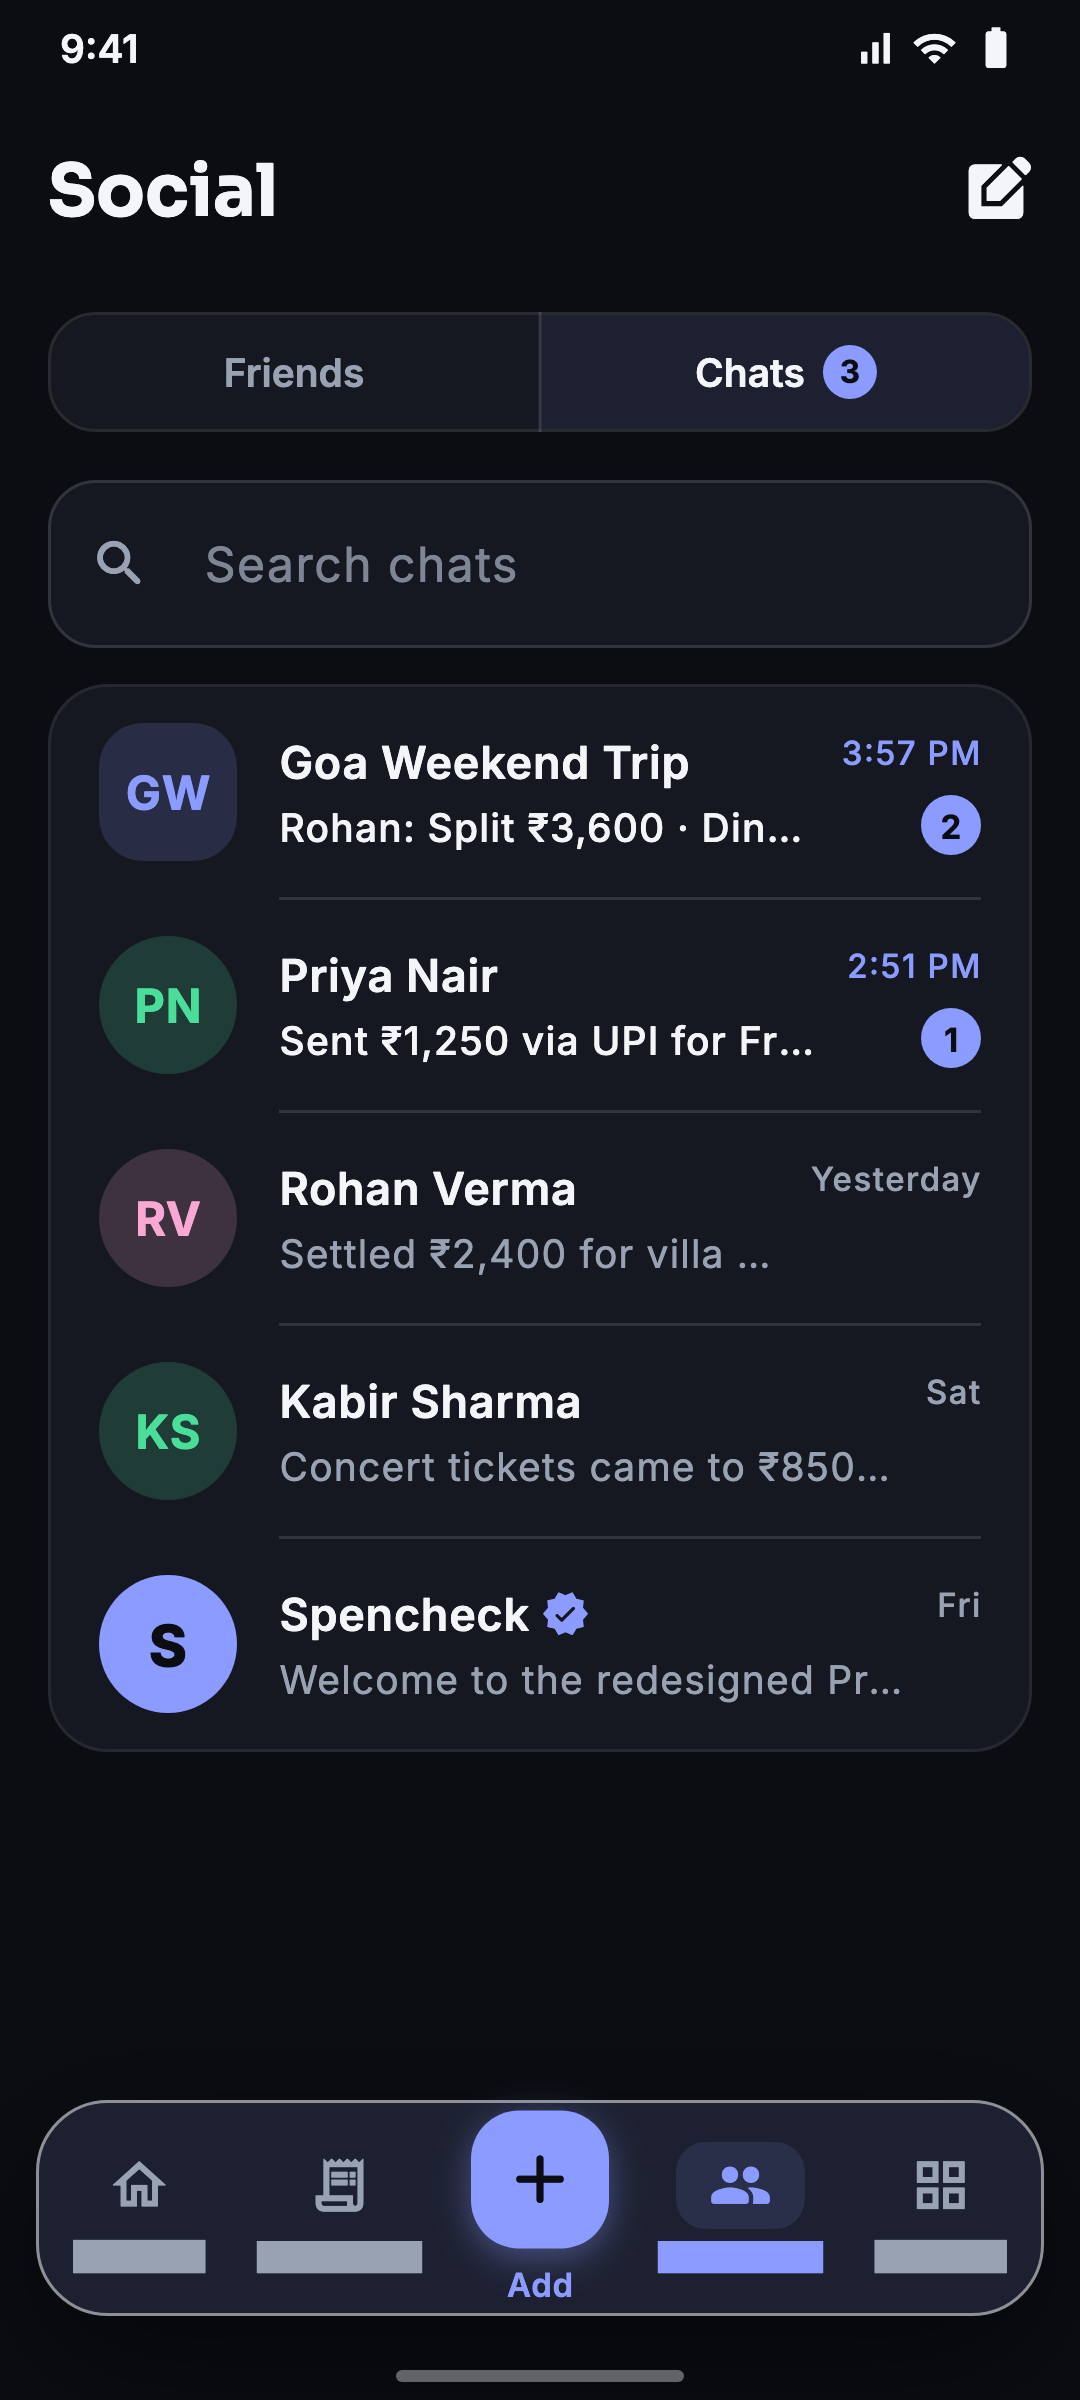 9:41
Social
Friends
Chats 3
Search chats
GW
Goa Weekend Trip
3:57 PM
Rohan: Split ₹3,600 · Din...
2
PN
Priya Nair
2:51 PM
Sent ₹1,250 via UPI for Fr...
1
RV
Rohan Verma
Yesterday
Settled ₹2,400 for villa ...
KS
Kabir Sharma
Sat
Concert tickets came to ₹850...
S
Spencheck
Fri
Welcome to the redesigned Pr...
Add